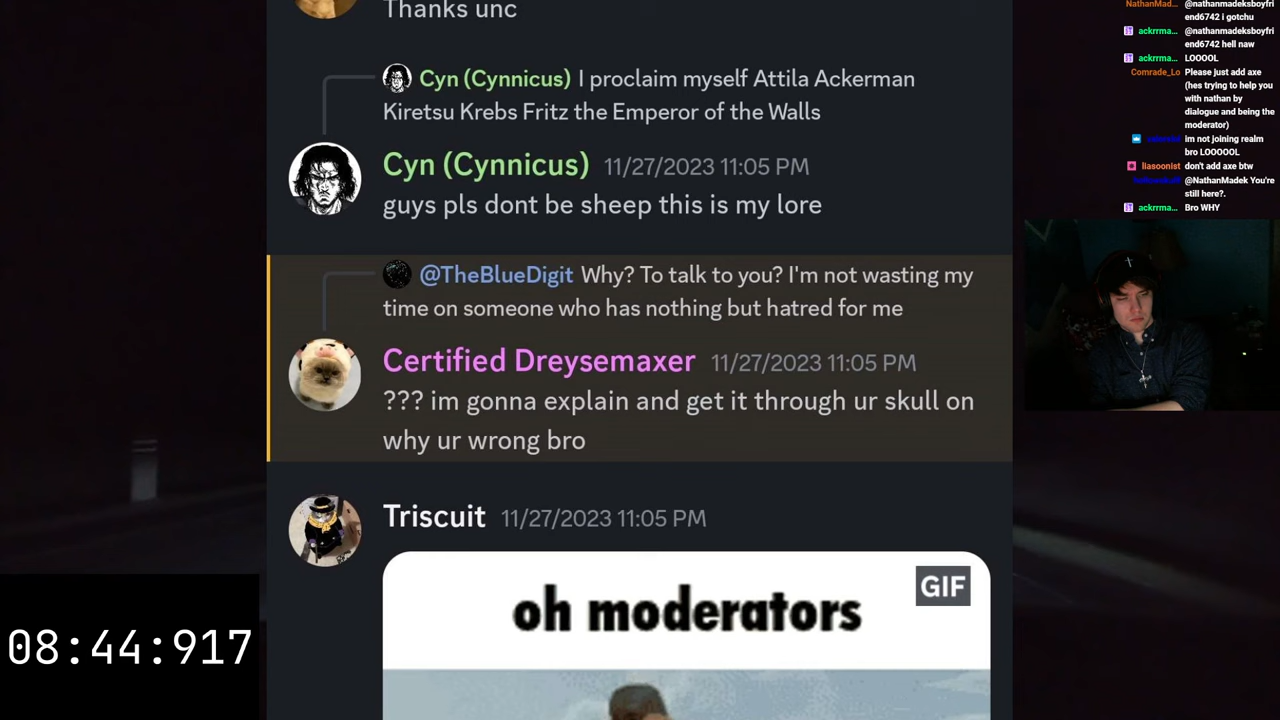 Thanks unc
Cyn (Cynnicus) I proclaim myself Attila Ackerman
Kiretsu Krebs Fritz the Emperor of the Walls
Cyn (Cynnicus) 11/27/2023 11:05 PM
guys pls dont be sheep this is my lore
@TheBlueDigit Why? To talk to you? I'm not wasting my
time on someone who has nothing but hatred for me
Certified Dreysemaxer 11/27/2023 11:05 PM
??? im gonna explain and get it through ur skull on
why ur wrong bro
Triscuit 11/27/2023 11:05 PM
oh moderators
GIF
08:44:917
NathanMad... @nathanmadeksboyfri
end6742 i gotchu
ackrrma... @nathanmadeksboyfri
end6742 hell naw
ackrrma... LOOOOL
Comrade_Lo Please just add axe
(hes trying to help you
with nathan by
dialogue and being the
moderator)
im not joining realm
bro LOOOOOL
liasoonist don't add axe btw
@NathanMadek You're
still here?.
ackrrma... Bro WHY